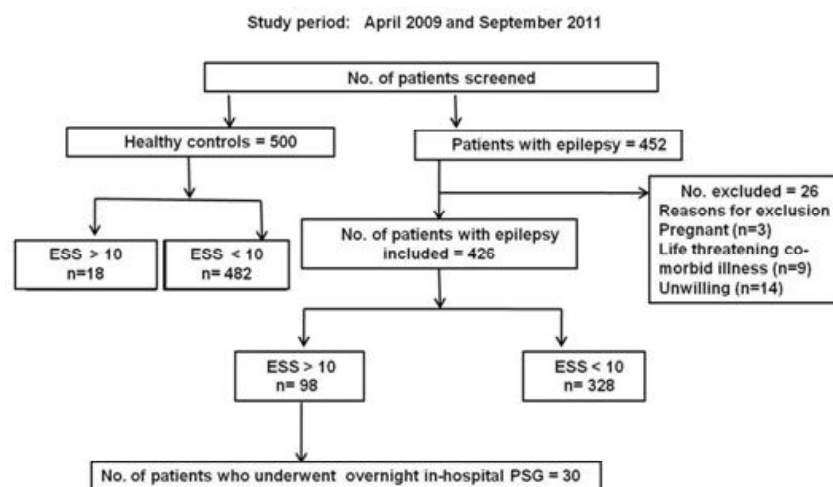 Study period: April 2009 and September 2011
No. of patients screened
Healthy controls = 500
Patients with epilepsy = 452
No. excluded = 26
Reasons for exclusion
Pregnant (n=3)
Life threatening co-
morbid illness (n=9)
Unwilling (n=14)
No. of patients with epilepsy
included = 426
ESS > 10
n=18
ESS < 10
n= 482
ESS > 10
n= 98
ESS < 10
n= 328
No. of patients who underwent overnight in-hospital PSG = 30